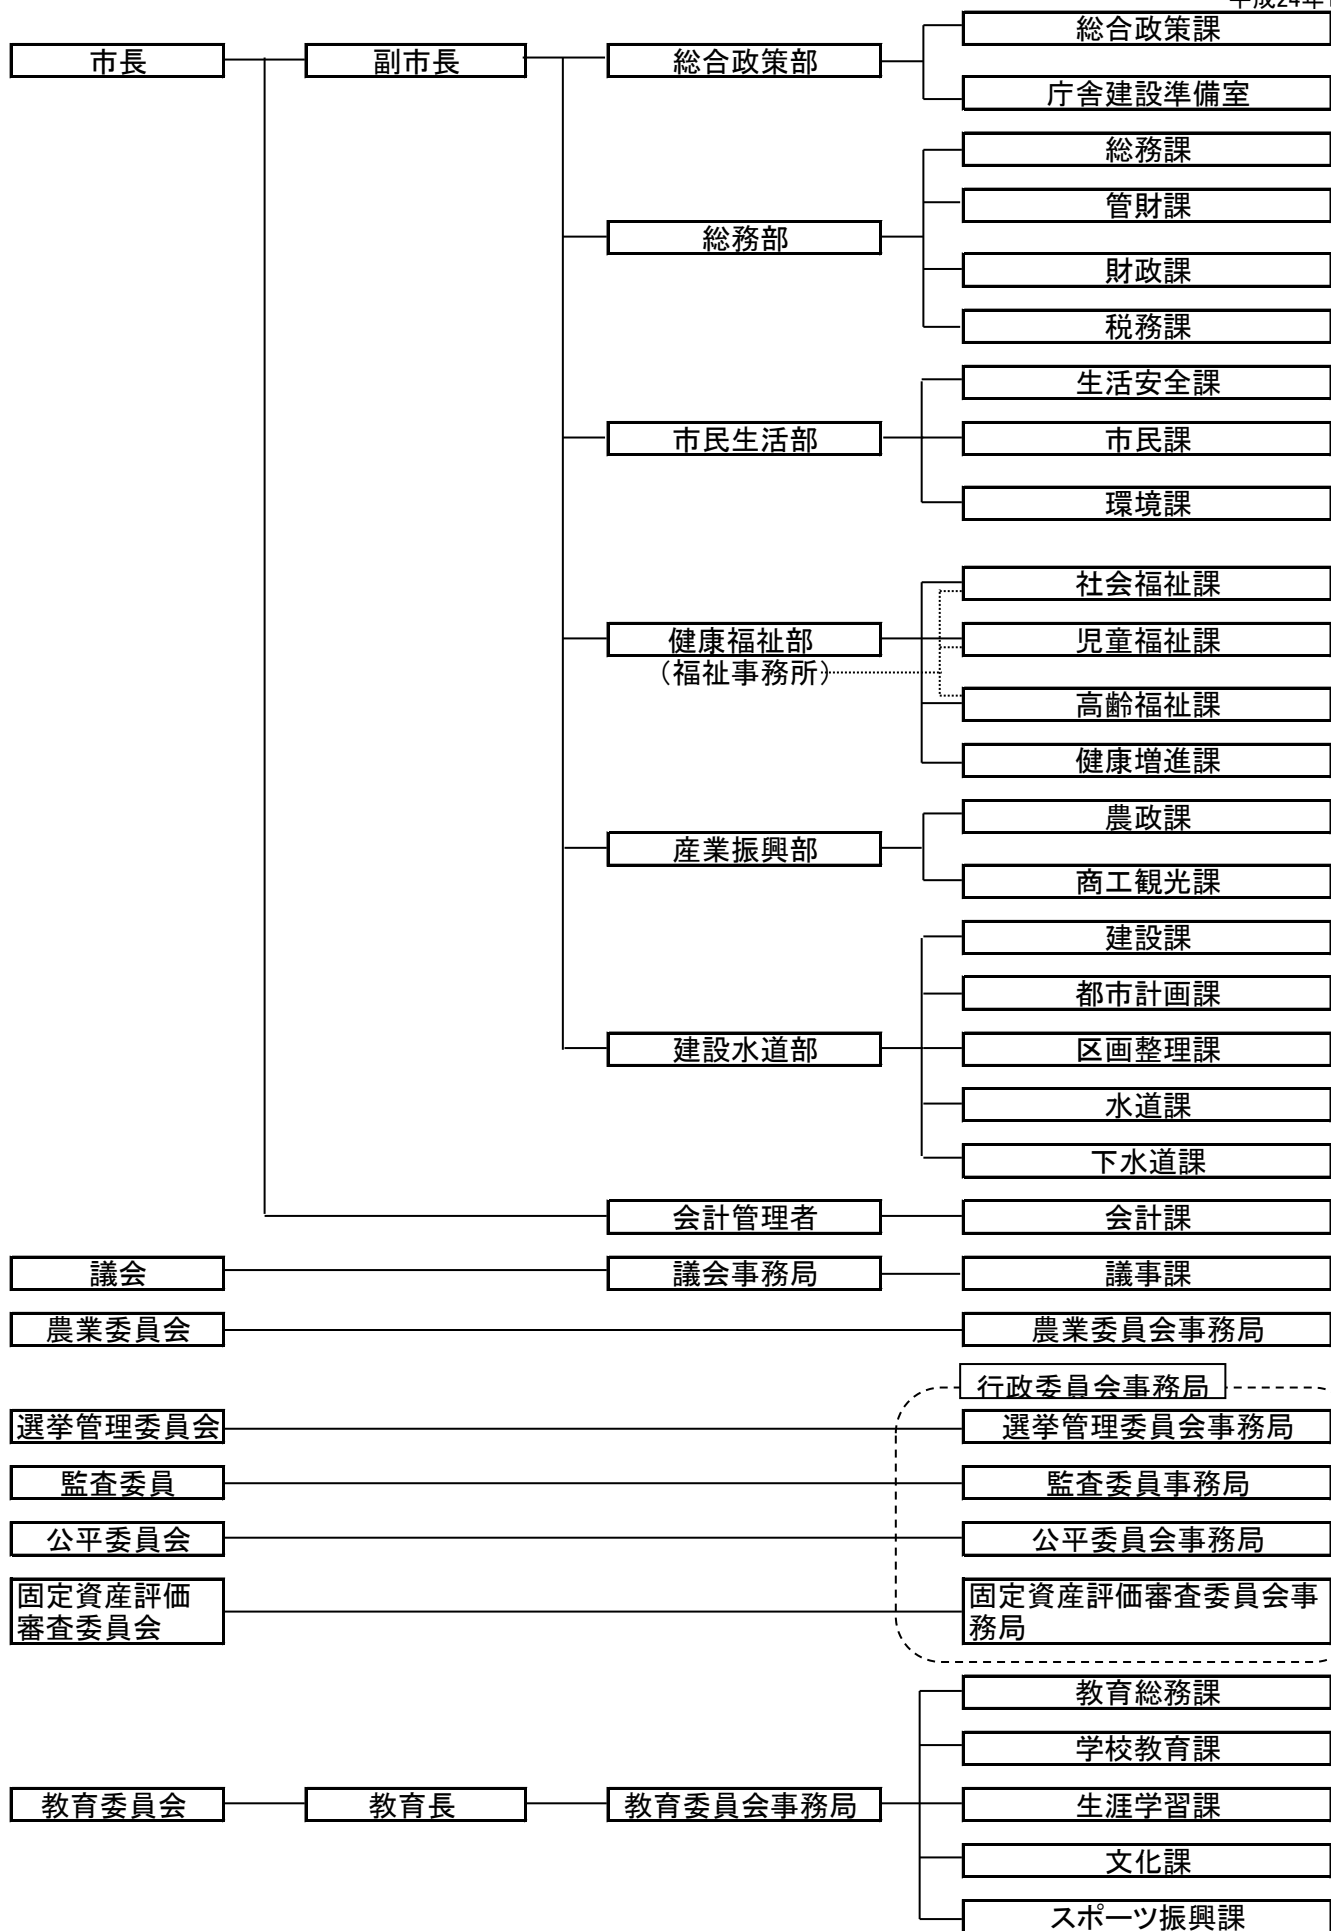 平成24年
総合政策課
市長
副市長
総合政策部
庁舎建設準備室
総務課
管財課
総務部
財政課
税務課
生活安全課
市民生活部
市民課
環境課
社会福祉課
健康福祉部
児童福祉課
（福祉事務所）
高齢福祉課
健康増進課
農政課
産業振興部
商工観光課
建設課
都市計画課
建設水道部
区画整理課
水道課
下水道課
会計管理者
会計課
議会
議会事務局
議事課
農業委員会
農業委員会事務局
行政委員会事務局
選挙管理委員会
選挙管理委員会事務局
監査委員
監査委員事務局
公平委員会
公平委員会事務局
固定資産評価
審査委員会
固定資産評価審査委員会事
務局
教育総務課
学校教育課
教育委員会
教育長
教育委員会事務局
生涯学習課
文化課
スポーツ振興課